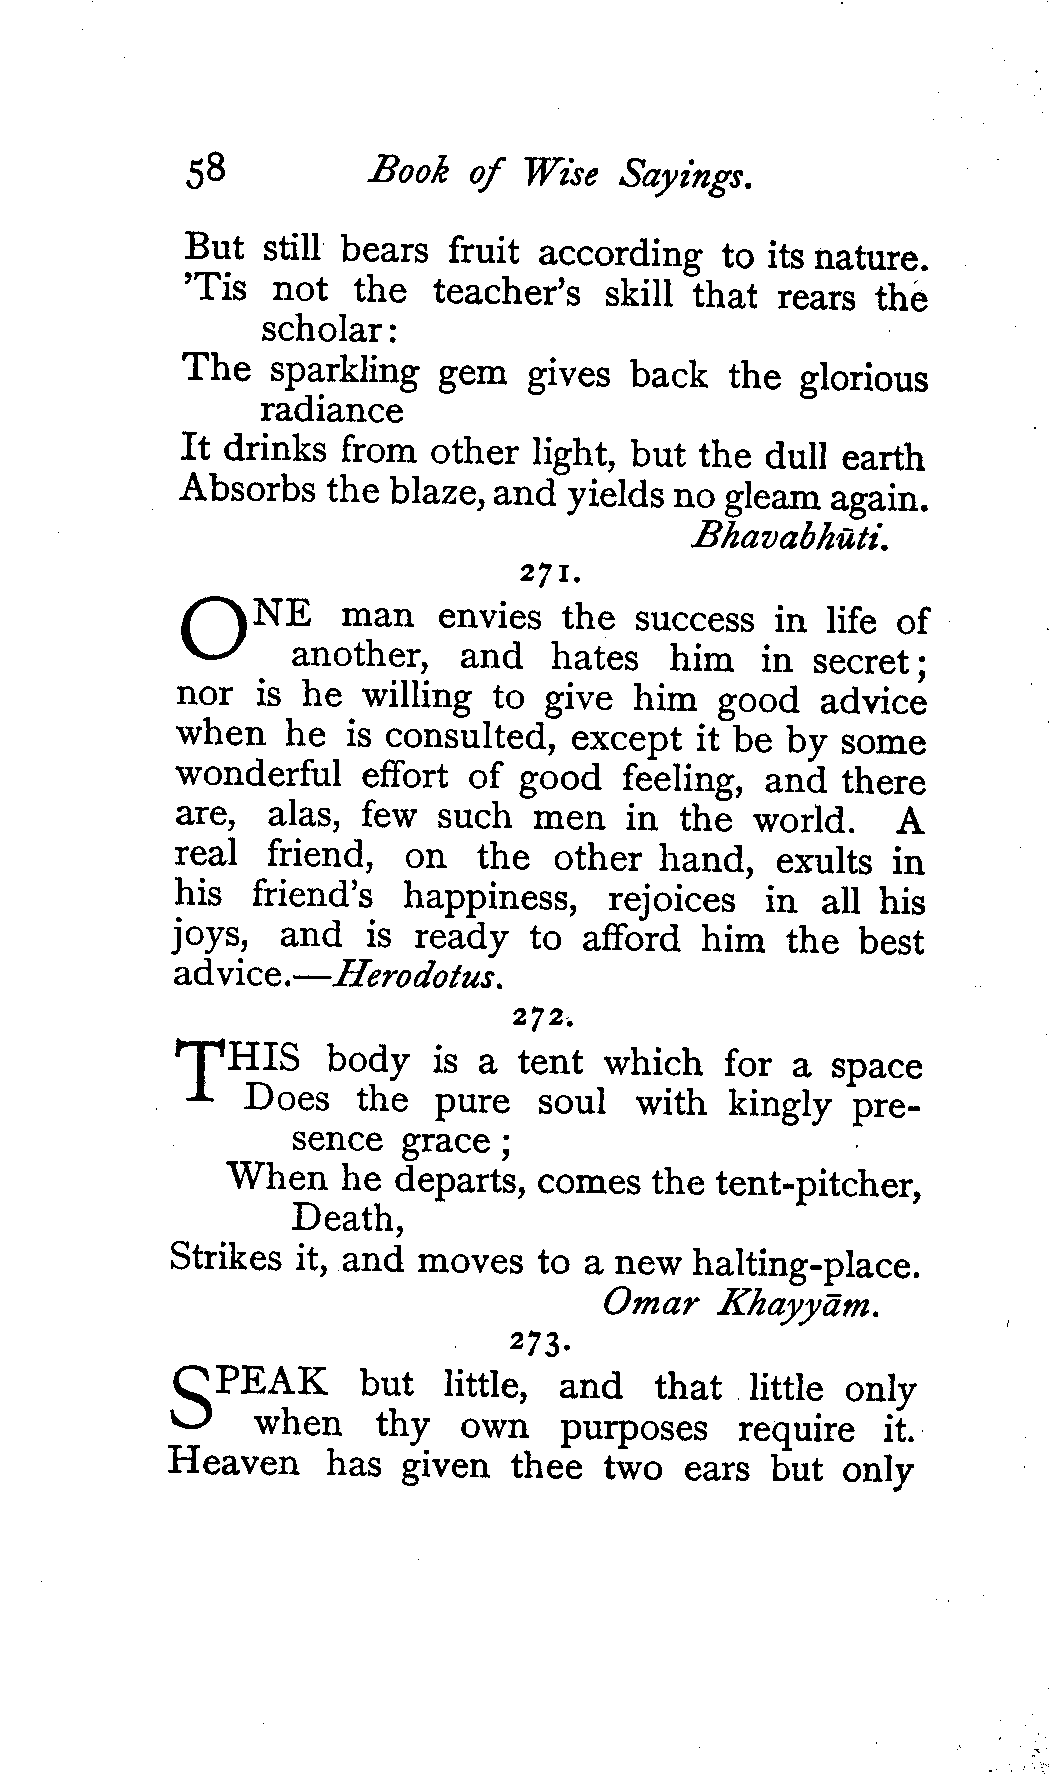 58 Book of Wise Sayings.
But still bears fruit according to its nature.
'Tis not the teacher's skill that rears the
scholar:
The sparkling gem gives back the glorious
radiance
It drinks from other light, but the dull earth
Absorbs the blaze, and yields no gleam again.
Bhavabhūti.
271.
ONE man envies the success in life of
another, and hates him in secret;
nor is he willing to give him good advice
when he is consulted, except it be by some
wonderful effort of good feeling, and there
are, alas, few such men in the world. A
real friend, on the other hand, exults in
his friend's happiness, rejoices in all his
joys, and is ready to afford him the best
advice.—Herodotus.
272.
THIS body is a tent which for a space
Does the pure soul with kingly pre-
sence grace ;
When he departs, comes the tent-pitcher,
Death,
Strikes it, and moves to a new halting-place.
Omar Khayyām.
273.
SPEAK but little, and that little only
when thy own purposes require it.
Heaven has given thee two ears but only